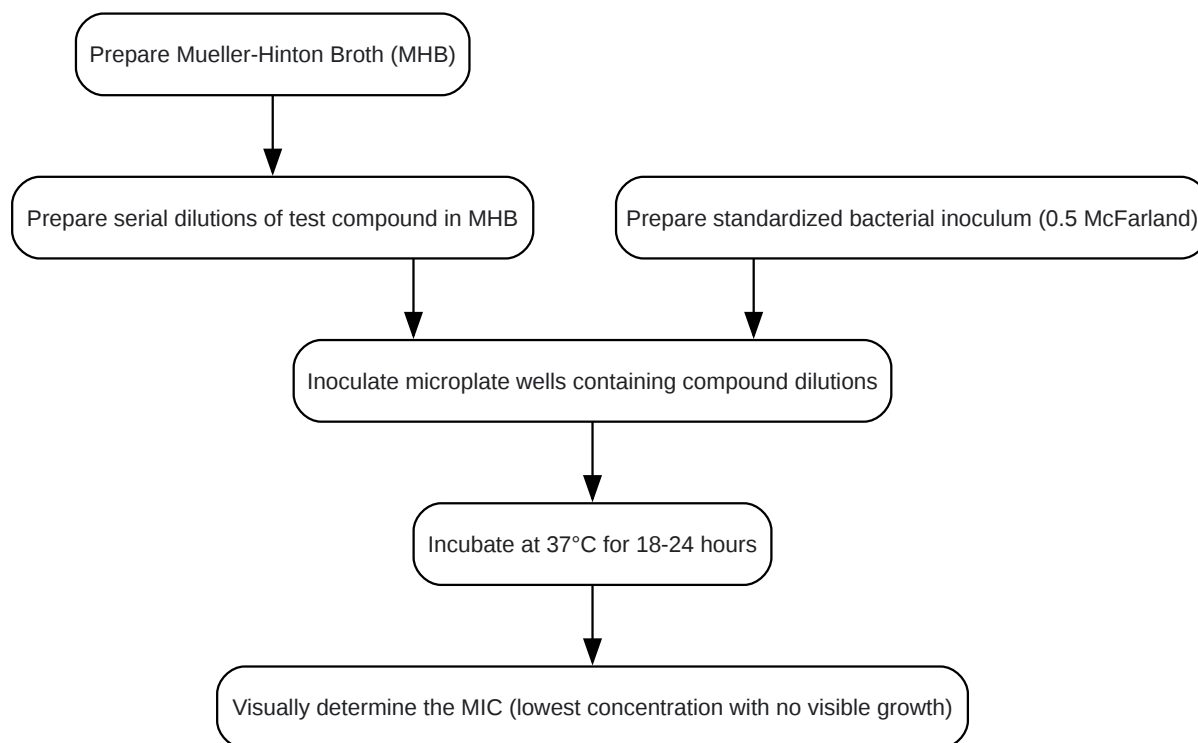 Prepare Mueller-Hinton Broth (MHB)
Prepare serial dilutions of test compound in MHB
Prepare standardized bacterial inoculum (0.5 McFarland)
Inoculate microplate wells containing compound dilutions
Incubate at 37°C for 18-24 hours
Visually determine the MIC (lowest concentration with no visible growth)